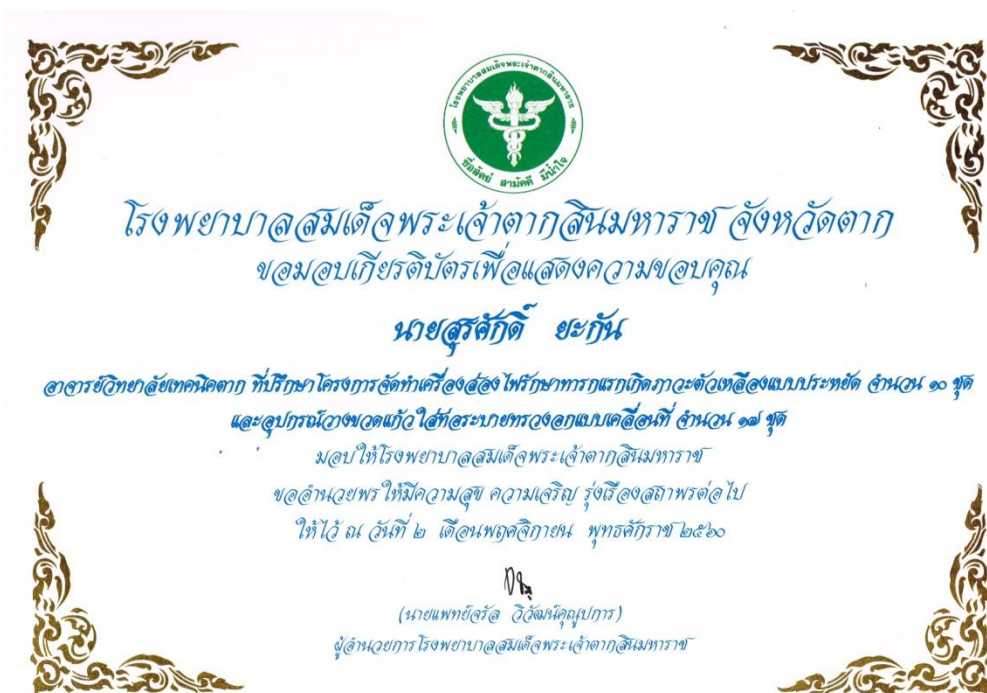 โรงพยาบาลสมเด็จพระเจ้าตากสินมหาราช
ซื่อสัตย์ สามัคคี มีน้ำใจ
โรงพยาบาลสมเด็จพระเจ้าตากสินมหาราช จังหวัดตาก
ขอมอบเกียรติบัตรเพื่อแสดงความขอบคุณ
นายสุรศักดิ์ ยะกัน
อาจารย์วิทยาลัยเทคนิคตาก ที่ปรึกษาโครงการจัดทำเครื่องส่องไฟรักษาทารกแรกเกิดภาวะตัวเหลืองแบบประหยัด จำนวน ๑๐ ชุด
และอุปกรณ์วางขวดแก้วใส่ท่อระบายทรวงอกแบบเคลื่อนที่ จำนวน ๑๗ ชุด
มอบให้โรงพยาบาลสมเด็จพระเจ้าตากสินมหาราช
ขออำนวยพรให้มีความสุข ความเจริญ รุ่งเรืองสถาพรต่อไป
ให้ไว้ ณ วันที่ ๒ เดือนพฤศจิกายน พุทธศักราช ๒๕๖๐
(นายแพทย์จรัล วิวัฒน์คุณูปการ)
ผู้อำนวยการโรงพยาบาลสมเด็จพระเจ้าตากสินมหาราช